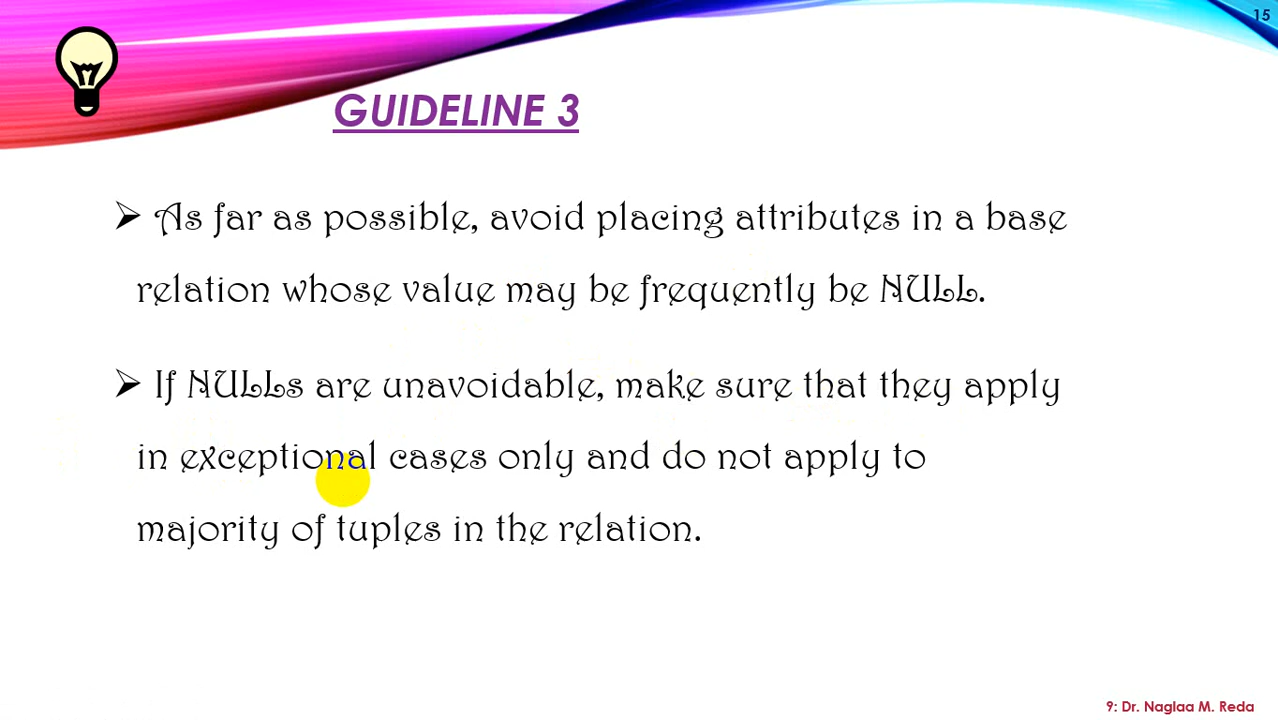 15
GUIDELINE 3
➢ As far as possible, avoid placing attributes in a base
relation whose value may be frequently be NULL.
➢ If NULLs are unavoidable, make sure that they apply
in exceptional cases only and do not apply to
majority of tuples in the relation.
9: Dr. Naglaa M. Reda